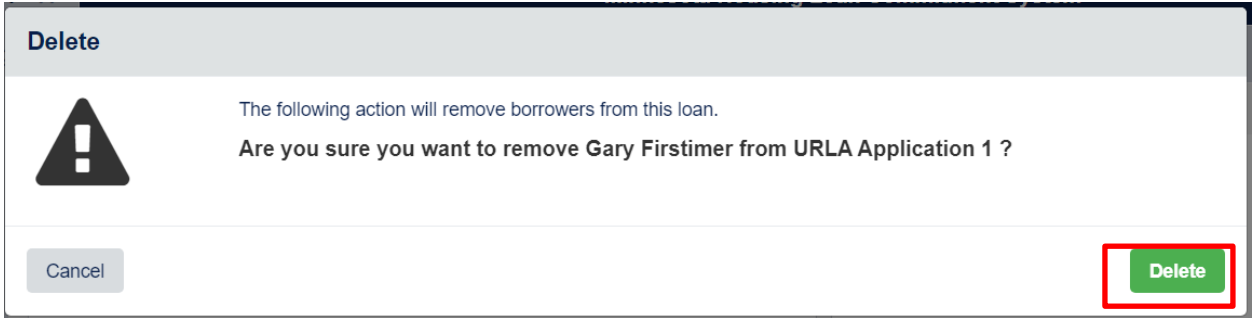 Delete
The following action will remove borrowers from this loan.
Are you sure you want to remove Gary Firstimer from URLA Application 1 ?
Cancel
Delete